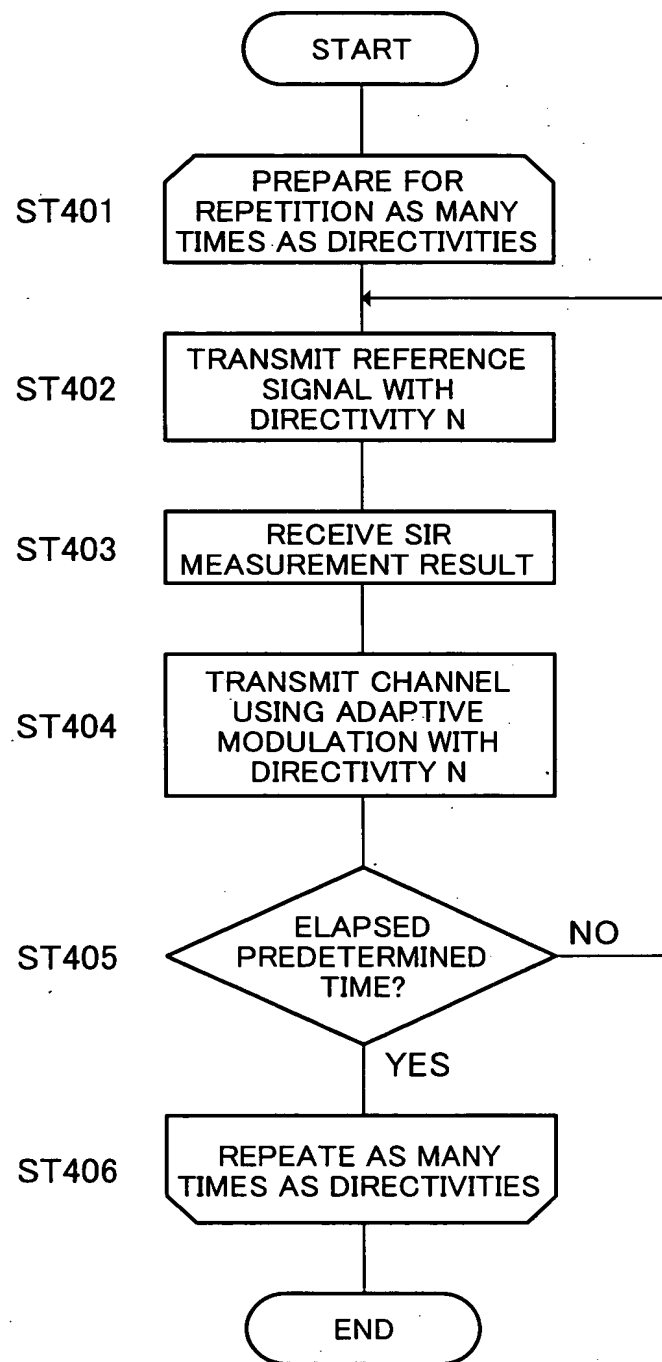 START
ST401
PREPARE FOR
REPETITION AS MANY
TIMES AS DIRECTIVITIES
ST402
TRANSMIT REFERENCE
SIGNAL WITH
DIRECTIVITY N
ST403
RECEIVE SIR
MEASUREMENT RESULT
ST404
TRANSMIT CHANNEL
USING ADAPTIVE
MODULATION WITH
DIRECTIVITY N
ST405
ELAPSED
PREDETERMINED
TIME?
NO
YES
ST406
REPEATE AS MANY
TIMES AS DIRECTIVITIES
END